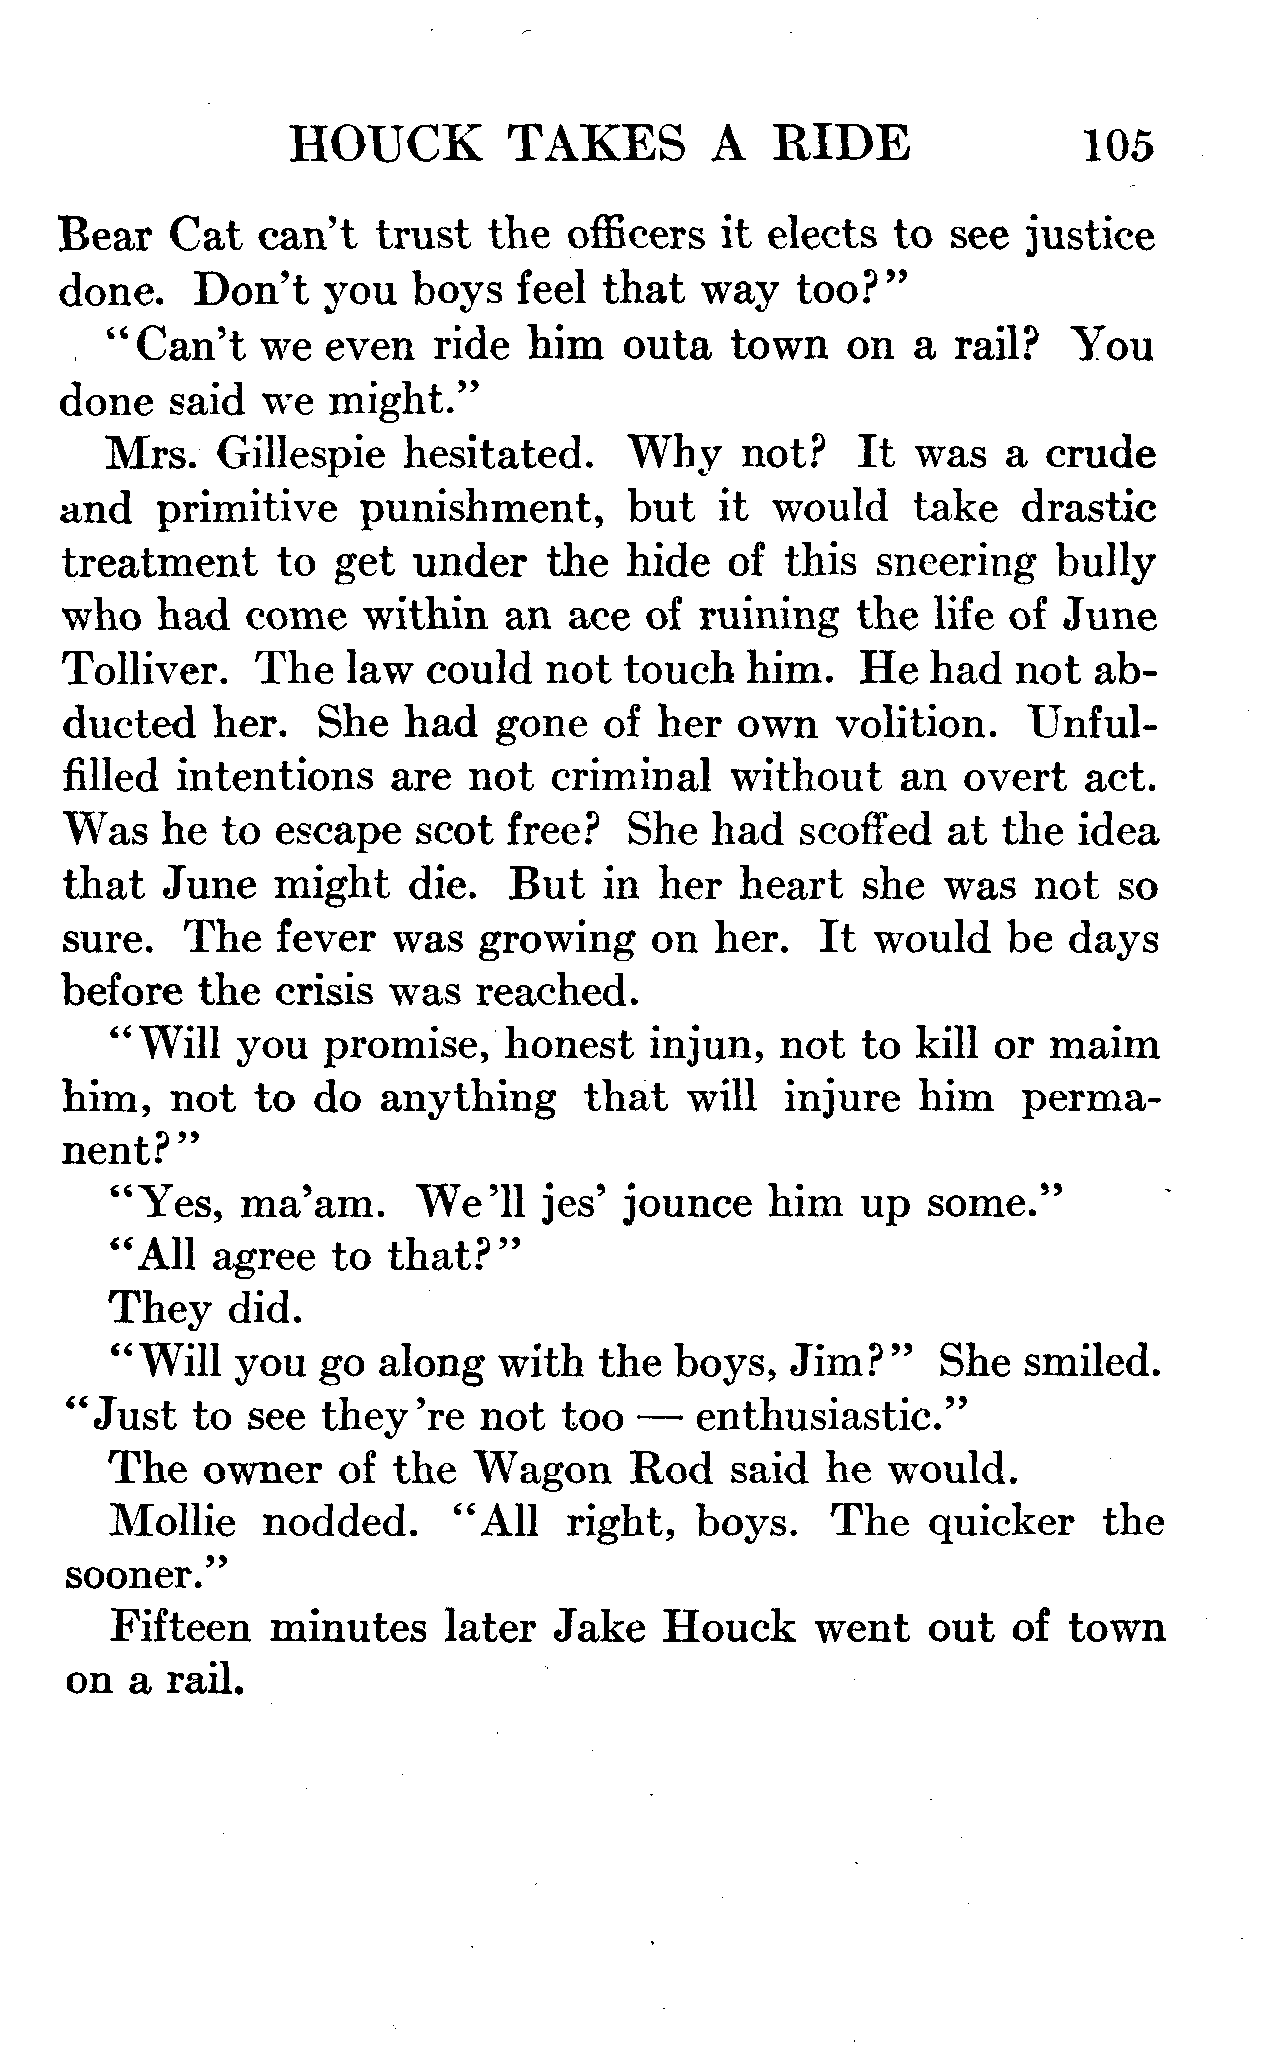 HOUCK TAKES A RIDE 105
Bear Cat can't trust the officers it elects to see justice
done. Don't you boys feel that way too?"
"Can't we even ride him outa town on a rail? You
done said we might."
Mrs. Gillespie hesitated. Why not? It was a crude
and primitive punishment, but it would take drastic
treatment to get under the hide of this sneering bully
who had come within an ace of ruining the life of June
Tolliver. The law could not touch him. He had not ab-
ducted her. She had gone of her own volition. Unful-
filled intentions are not criminal without an overt act.
Was he to escape scot free? She had scoffed at the idea
that June might die. But in her heart she was not so
sure. The fever was growing on her. It would be days
before the crisis was reached.
"Will you promise, honest injun, not to kill or maim
him, not to do anything that will injure him perma-
nent?"
"Yes, ma'am. We'll jes' jounce him up some."
"All agree to that?"
They did.
"Will you go along with the boys, Jim?" She smiled.
"Just to see they're not too — enthusiastic."
The owner of the Wagon Rod said he would.
Mollie nodded. "All right, boys. The quicker the
sooner."
Fifteen minutes later Jake Houck went out of town
on a rail.